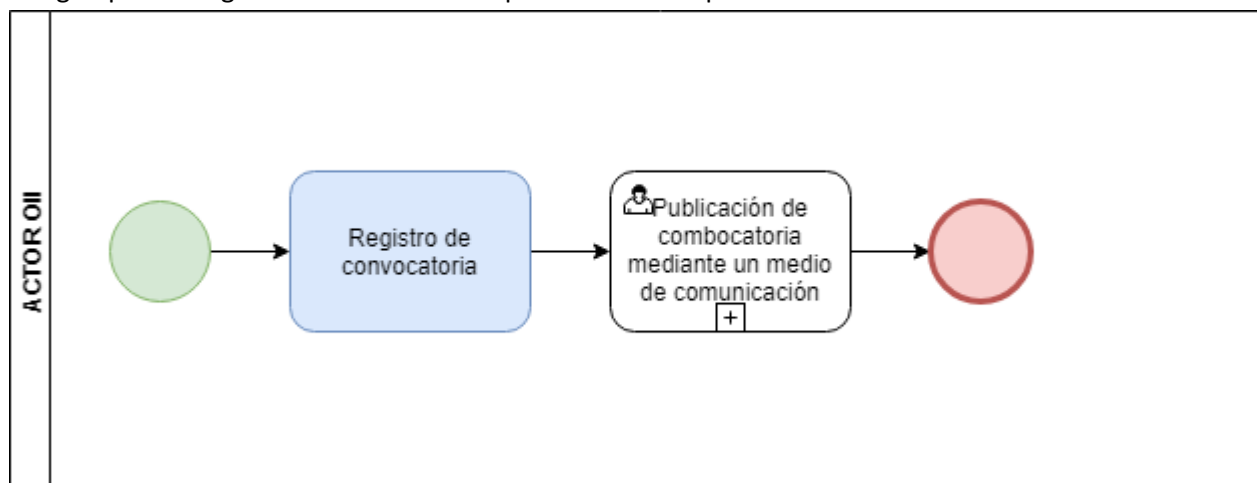 ACTOR OII
Registro de
convocatoria
Publicación de
combocatoria
mediante un medio
de comunicación
+